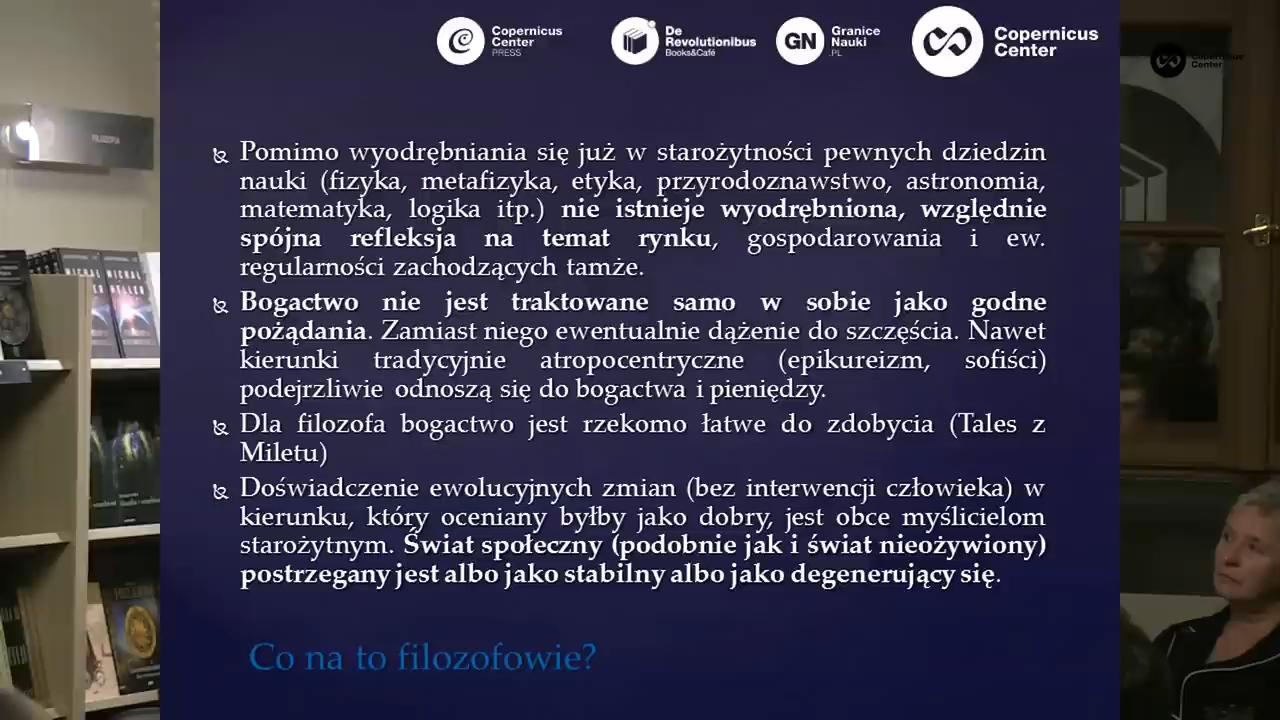 Copernicus
Center
PRESS
De
Revolutionibus
Books&Café
GN
Granice
Nauki
.PL
Copernicus
Center
Copernicus
Center
FILOZOFIA
Pomimo wyodrębniania się już w starożytności pewnych dziedzin
nauki (fizyka, metafizyka, etyka, przyrodoznawstwo, astronomia,
matematyka, logika itp.) nie istnieje wyodrębniona, względnie
spójna refleksja na temat rynku, gospodarowania i ew.
regularności zachodzących tamże.
Bogactwo nie jest traktowane samo w sobie jako godne
pożądania. Zamiast niego ewentualnie dążenie do szczęścia. Nawet
kierunki tradycyjnie atropocentryczne (epikureizm, sofiści)
podejrzliwie odnoszą się do bogactwa i pieniędzy.
Dla filozofa bogactwo jest rzekomo łatwe do zdobycia (Tales z
Miletu)
Doświadczenie ewolucyjnych zmian (bez interwencji człowieka) w
kierunku, który oceniany byłby jako dobry, jest obce myślicielom
starożytnym. Świat społeczny (podobnie jak i świat nieożywiony)
postrzegany jest albo jako stabilny albo jako degenerujący się.
Co na to filozofowie?
MICHAŁ
HELLER